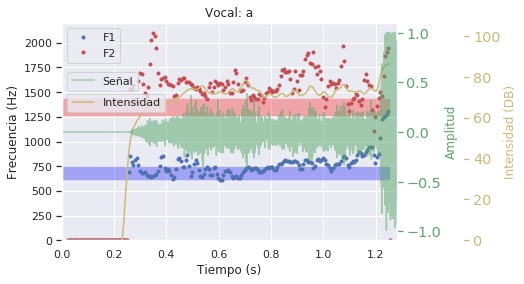 Vocal: a
F1
F2
Señal
Intensidad
Frecuencia (Hz)
2000
1750
1500
1250
1000
750
500
250
0
0.0 0.2 0.4 0.6 0.8 1.0 1.2
Tiempo (s)
1.0
0.5
0.0
−0.5
−1.0
Amplitud
100
80
60
40
20
0
Intensidad (DB)